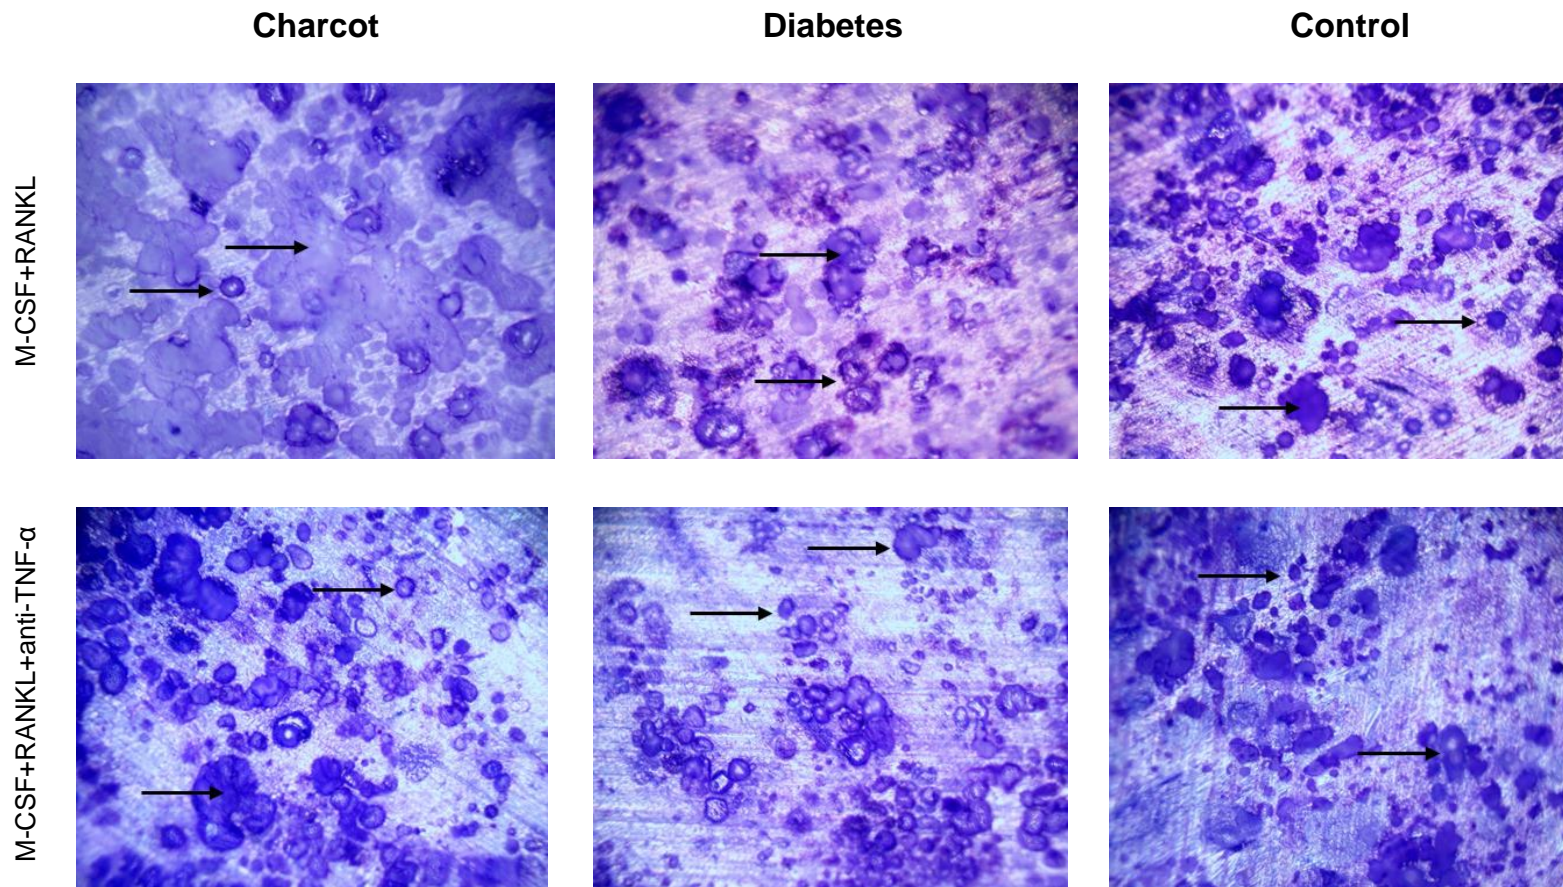 Charcot
Diabetes
Control
M-CSF+RANKL
M-CSF+RANKL+anti-TNF-α